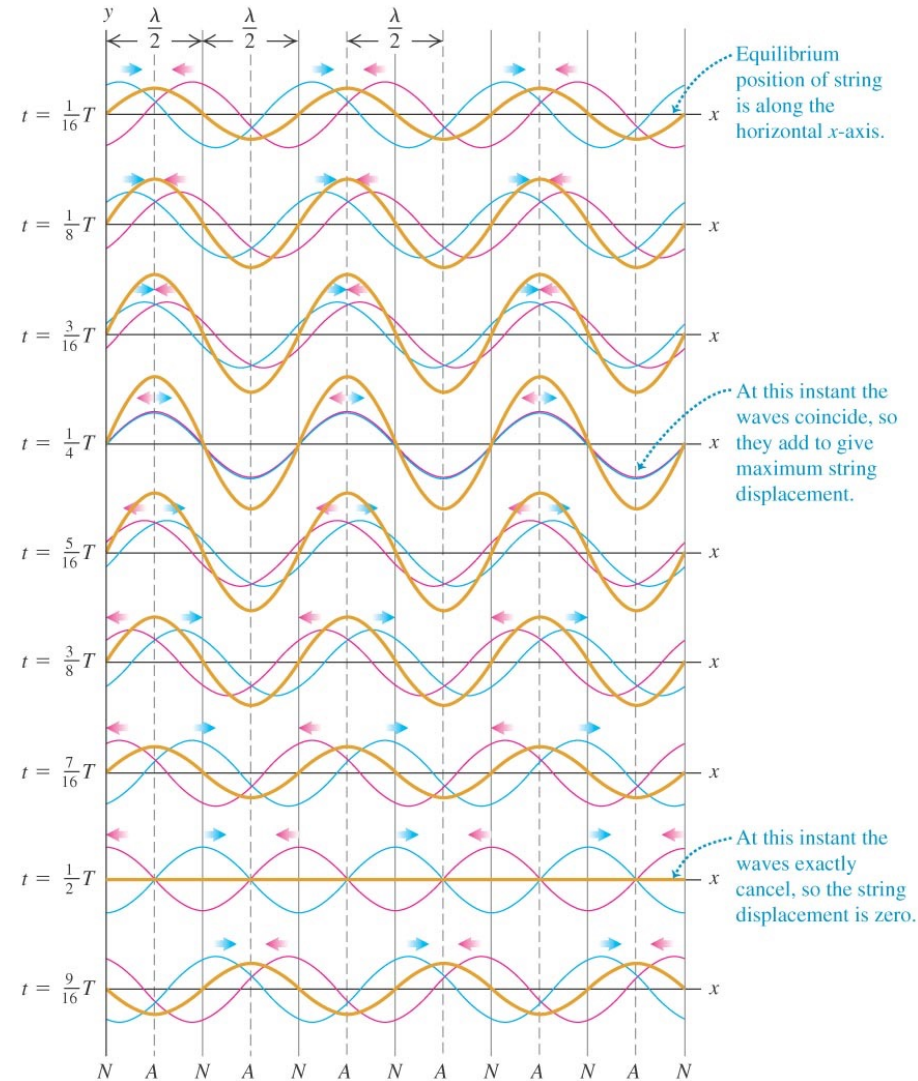 y
λ/2 λ/2 λ/2
Equilibrium
position of string
is along the
horizontal x-axis.
t = 1/16 T x
t = 1/8 T x
t = 3/16 T x
At this instant the
waves coincide, so
they add to give
maximum string
displacement.
t = 1/4 T x
t = 5/16 T x
t = 3/8 T x
t = 7/16 T x
At this instant the
waves exactly
cancel, so the string
displacement is zero.
t = 1/2 T x
t = 9/16 T x
N A N A N A N A N A N A N